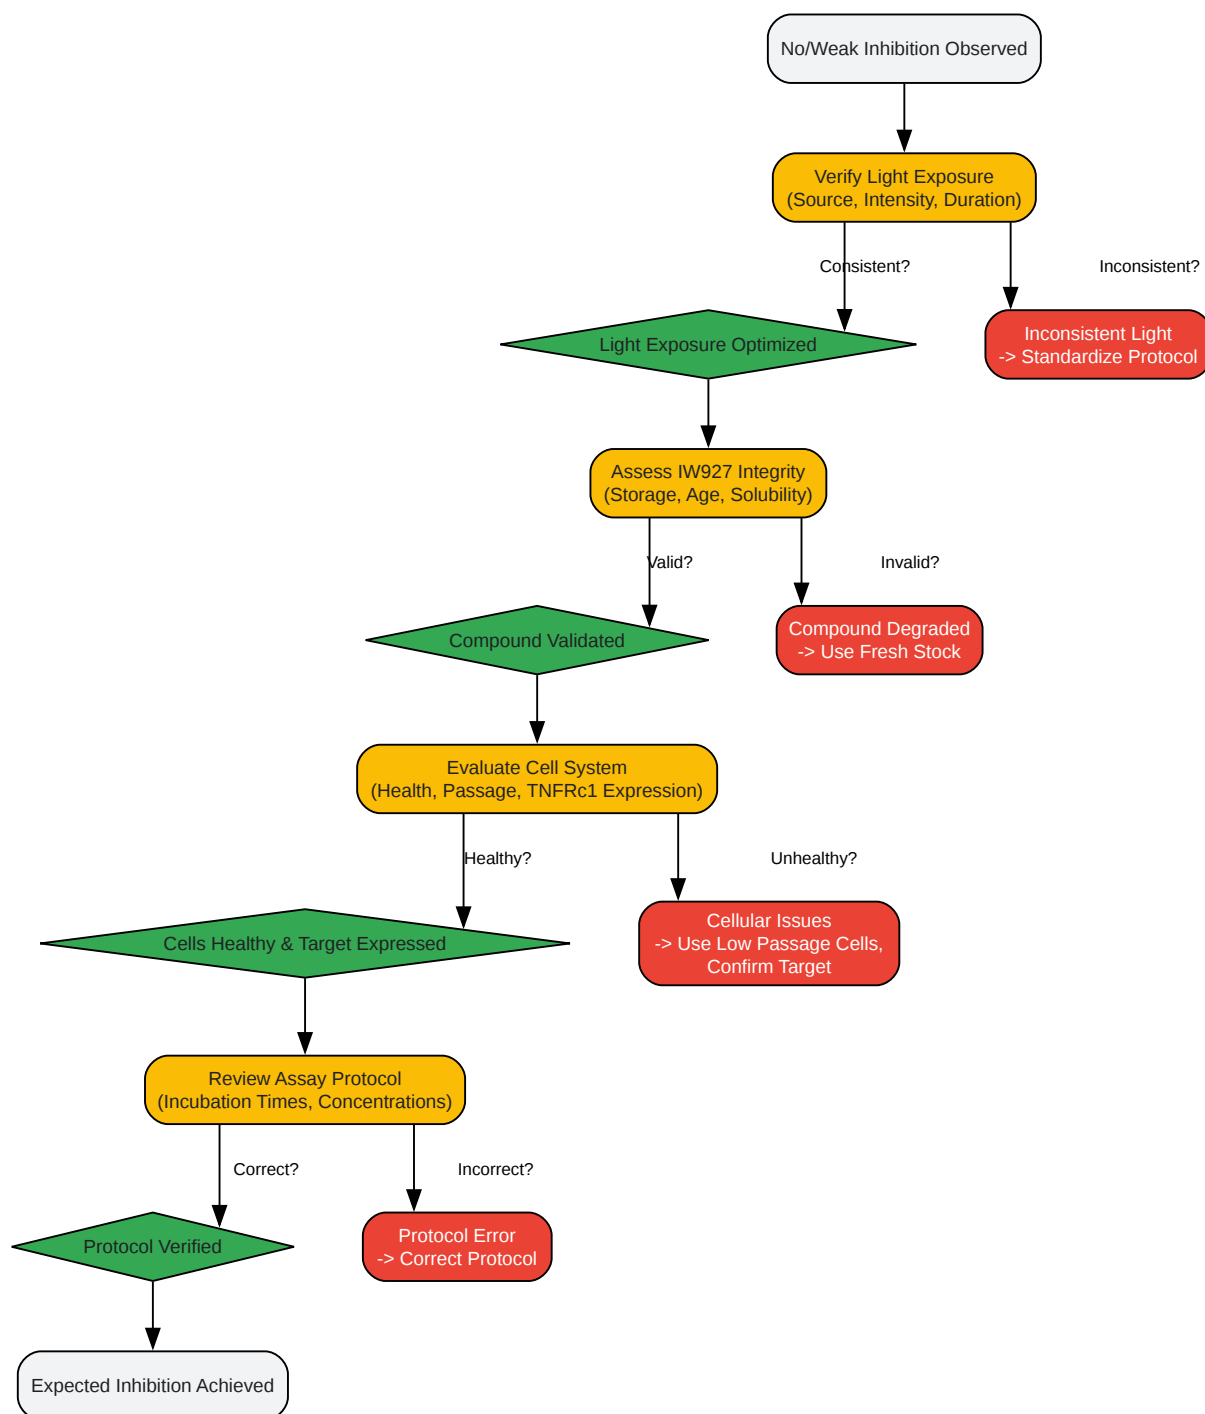 No/Weak Inhibition Observed
Verify Light Exposure
(Source, Intensity, Duration)
Consistent?
Inconsistent?
Light Exposure Optimized
Inconsistent Light
-> Standardize Protocol
Assess IW927 Integrity
(Storage, Age, Solubility)
Valid?
Invalid?
Compound Validated
Compound Degraded
-> Use Fresh Stock
Evaluate Cell System
(Health, Passage, TNFRc1 Expression)
Healthy?
Unhealthy?
Cells Healthy & Target Expressed
Cellular Issues
-> Use Low Passage Cells,
Confirm Target
Review Assay Protocol
(Incubation Times, Concentrations)
Correct?
Incorrect?
Protocol Verified
Protocol Error
-> Correct Protocol
Expected Inhibition Achieved